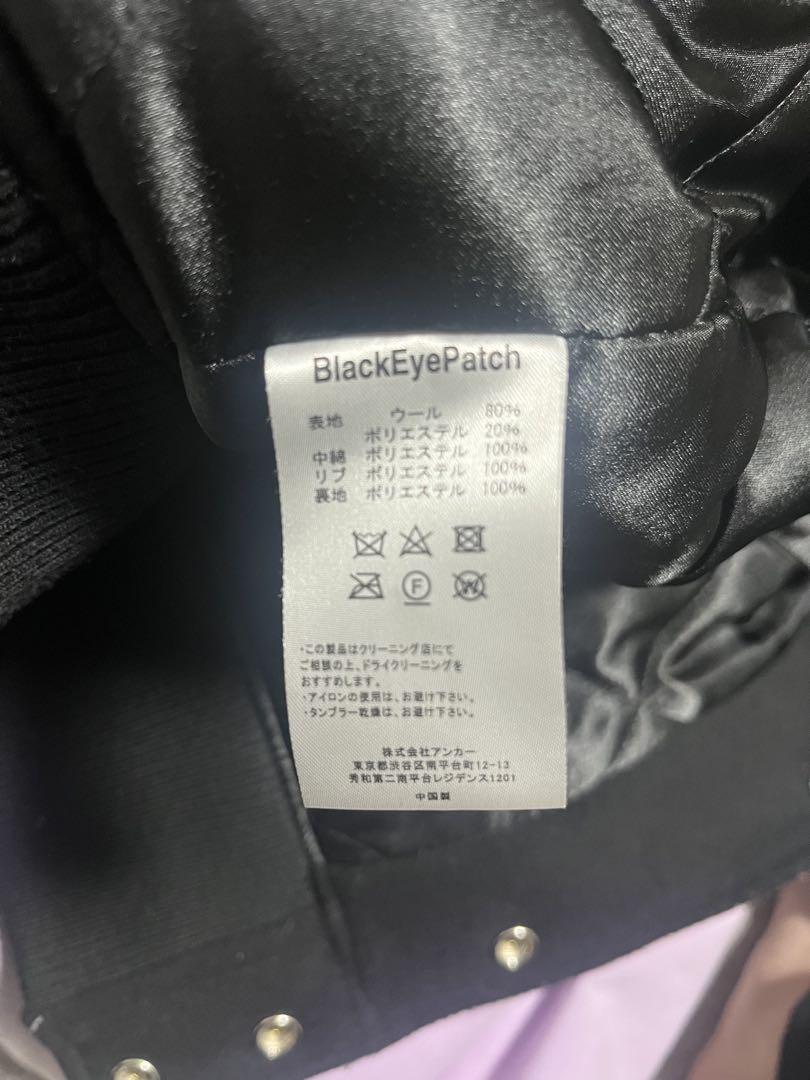 BlackEyePatch
表地 ウール 80%
ポリエステル 20%
中綿 ポリエステル 100%
リブ ポリエステル 100%
裏地 ポリエステル 100%
F W
・この製品はクリーニング店にて
ご相談の上、ドライクリーニングを
おすすめします。
・アイロンの使用は、お避け下さい。
・タンブラー乾燥は、お避け下さい。
株式会社アンカー
東京都渋谷区南平台町12-13
秀和第二南平台レジデンス1201
中国製